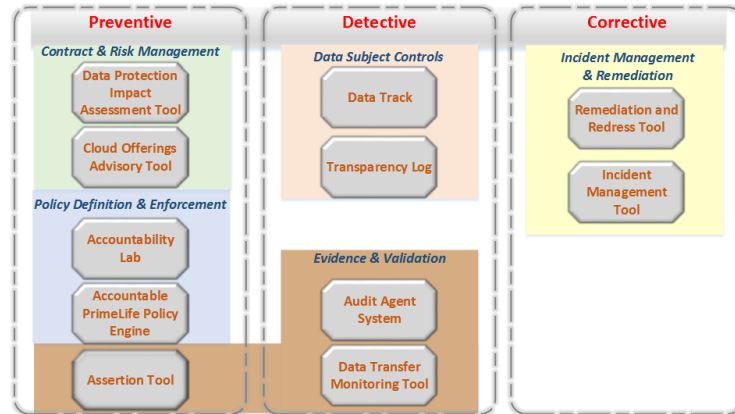 Preventive
Contract & Risk Management
Data Protection
Impact
Assessment Tool
Cloud Offerings
Advisory Tool
Policy Definition & Enforcement
Accountability
Lab
Accountable
PrimeLife Policy
Engine
Assertion Tool
Detective
Data Subject Controls
Data Track
Transparency Log
Evidence & Validation
Audit Agent
System
Data Transfer
Monitoring Tool
Corrective
Incident Management
& Remediation
Remediation and
Redress Tool
Incident
Management
Tool